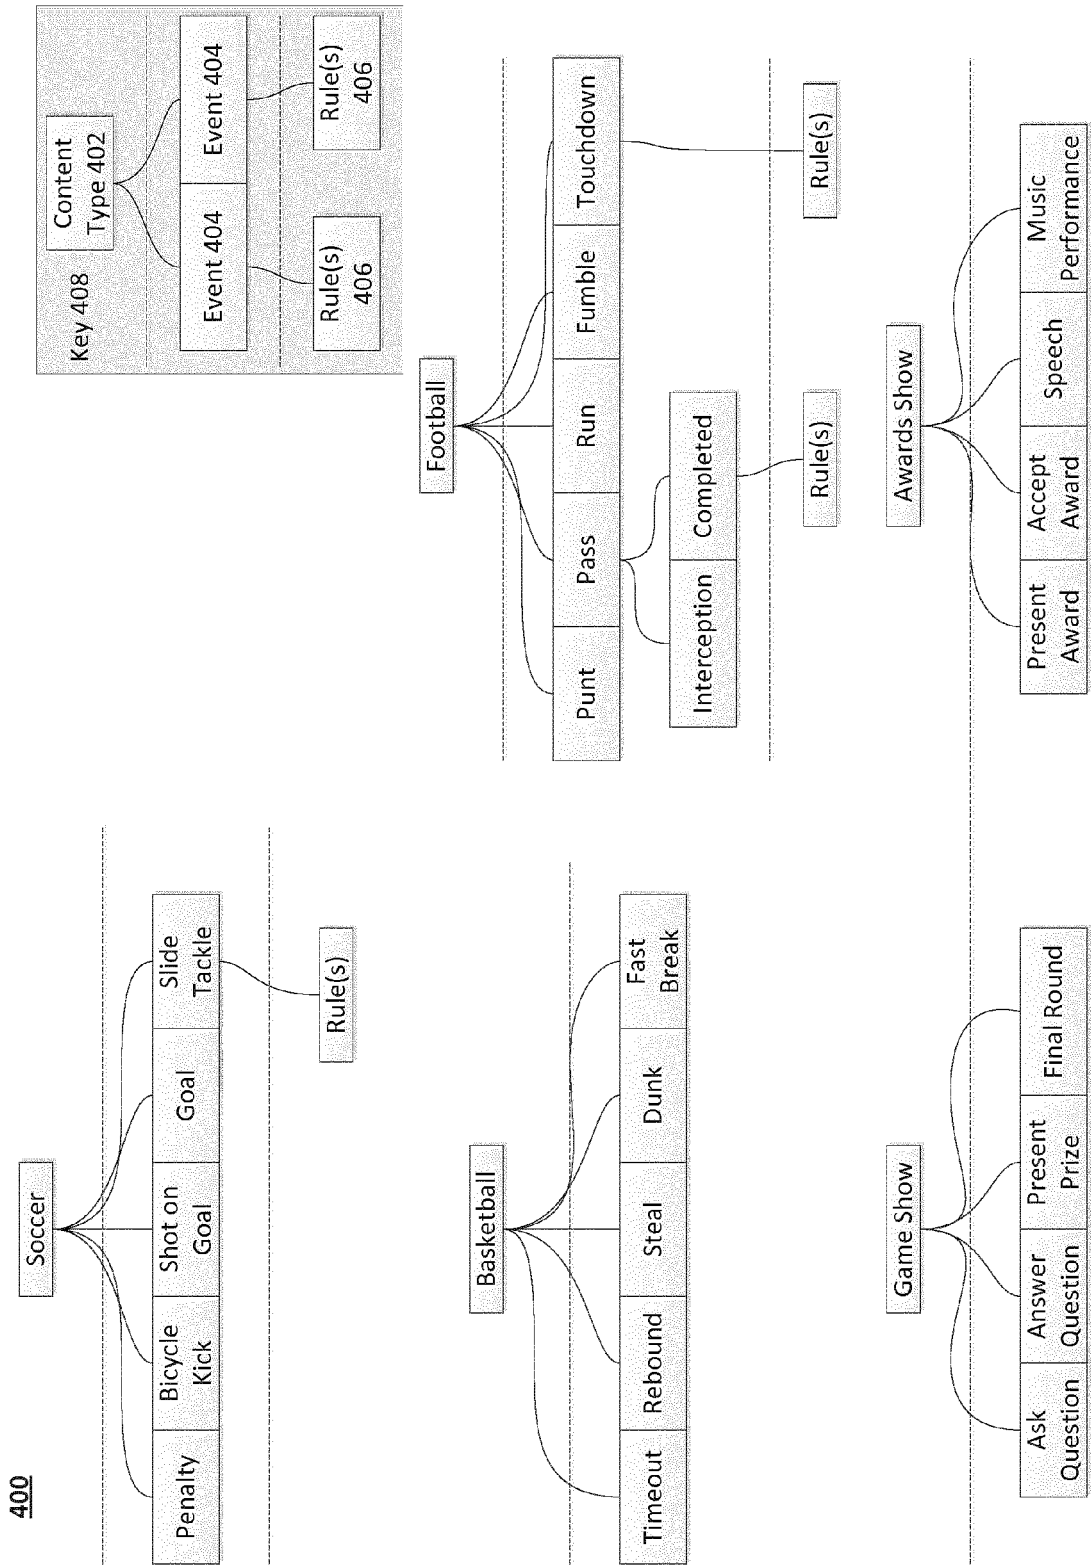 400
Soccer
Penalty
Bicycle
Kick
Shot on
Goal
Goal
Slide
Tackle
Rule(s)
Key 408
Content
Type 402
Event 404
Event 404
Rule(s)
406
Rule(s)
406
Basketball
Timeout
Rebound
Steal
Dunk
Fast
Break
Football
Punt
Pass
Run
Fumble
Touchdown
Interception
Completed
Rule(s)
Rule(s)
Game Show
Ask
Question
Answer
Question
Present
Prize
Final Round
Awards Show
Present
Award
Accept
Award
Speech
Music
Performance